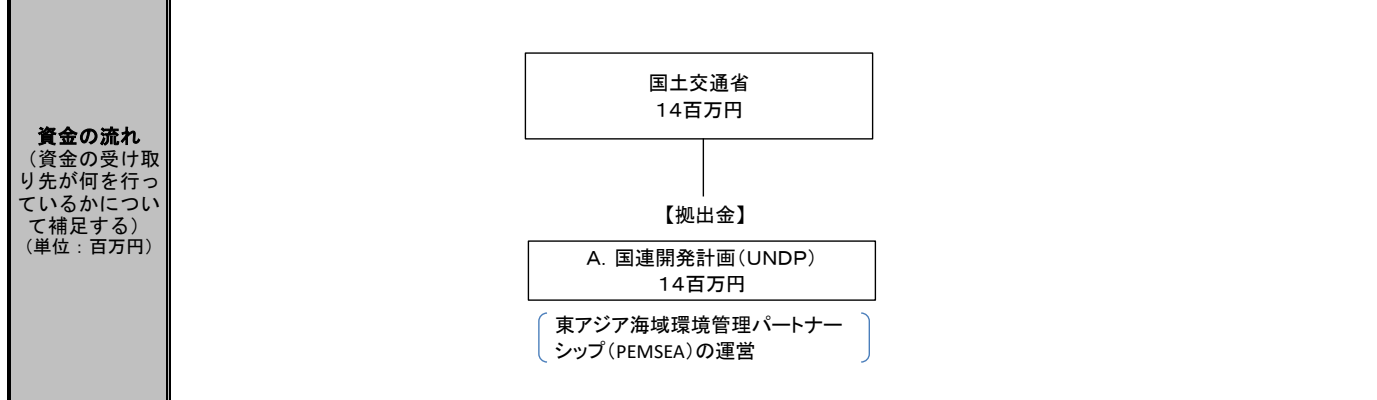 資金の流れ
（資金の受け取
り先が何を行っ
ているかについ
て補足する）
（単位：百万円）
国土交通省
１４百万円
【拠出金】
A．国連開発計画（ＵＮＤＰ）
１４百万円
東アジア海域環境管理パートナー
シップ（PEMSEA）の運営